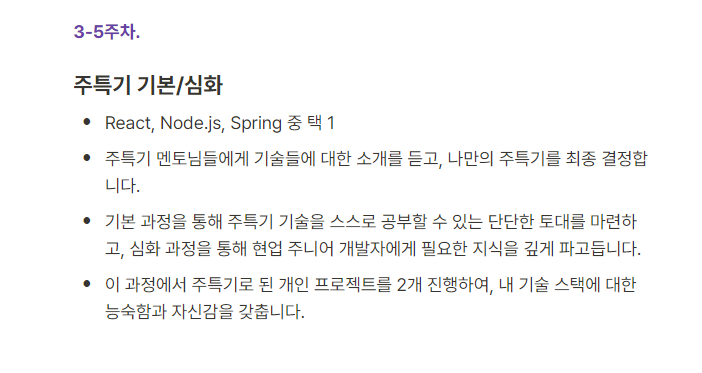 3-5주차.
주특기 기본/심화
React, Node.js, Spring 중 택 1
주특기 멘토님들에게 기술들에 대한 소개를 듣고, 나만의 주특기를 최종 결정합
니다.
기본 과정을 통해 주특기 기술을 스스로 공부할 수 있는 단단한 토대를 마련하
고, 심화 과정을 통해 현업 주니어 개발자에게 필요한 지식을 깊게 파고듭니다.
이 과정에서 주특기로 된 개인 프로젝트를 2개 진행하여, 내 기술 스택에 대한
능숙함과 자신감을 갖춥니다.